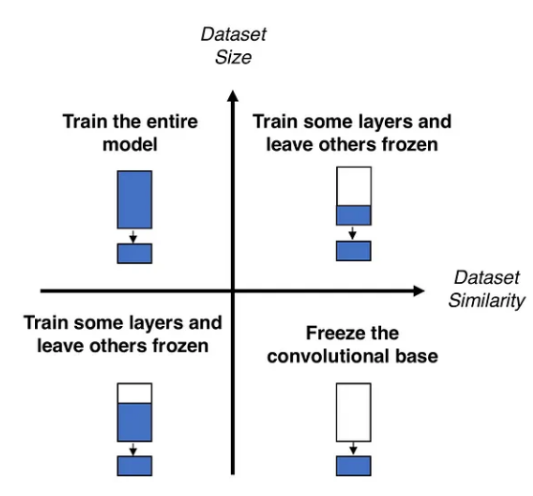 Dataset
Size
Train the entire
model
Train some layers and
leave others frozen
Dataset
Similarity
Train some layers and
leave others frozen
Freeze the
convolutional base